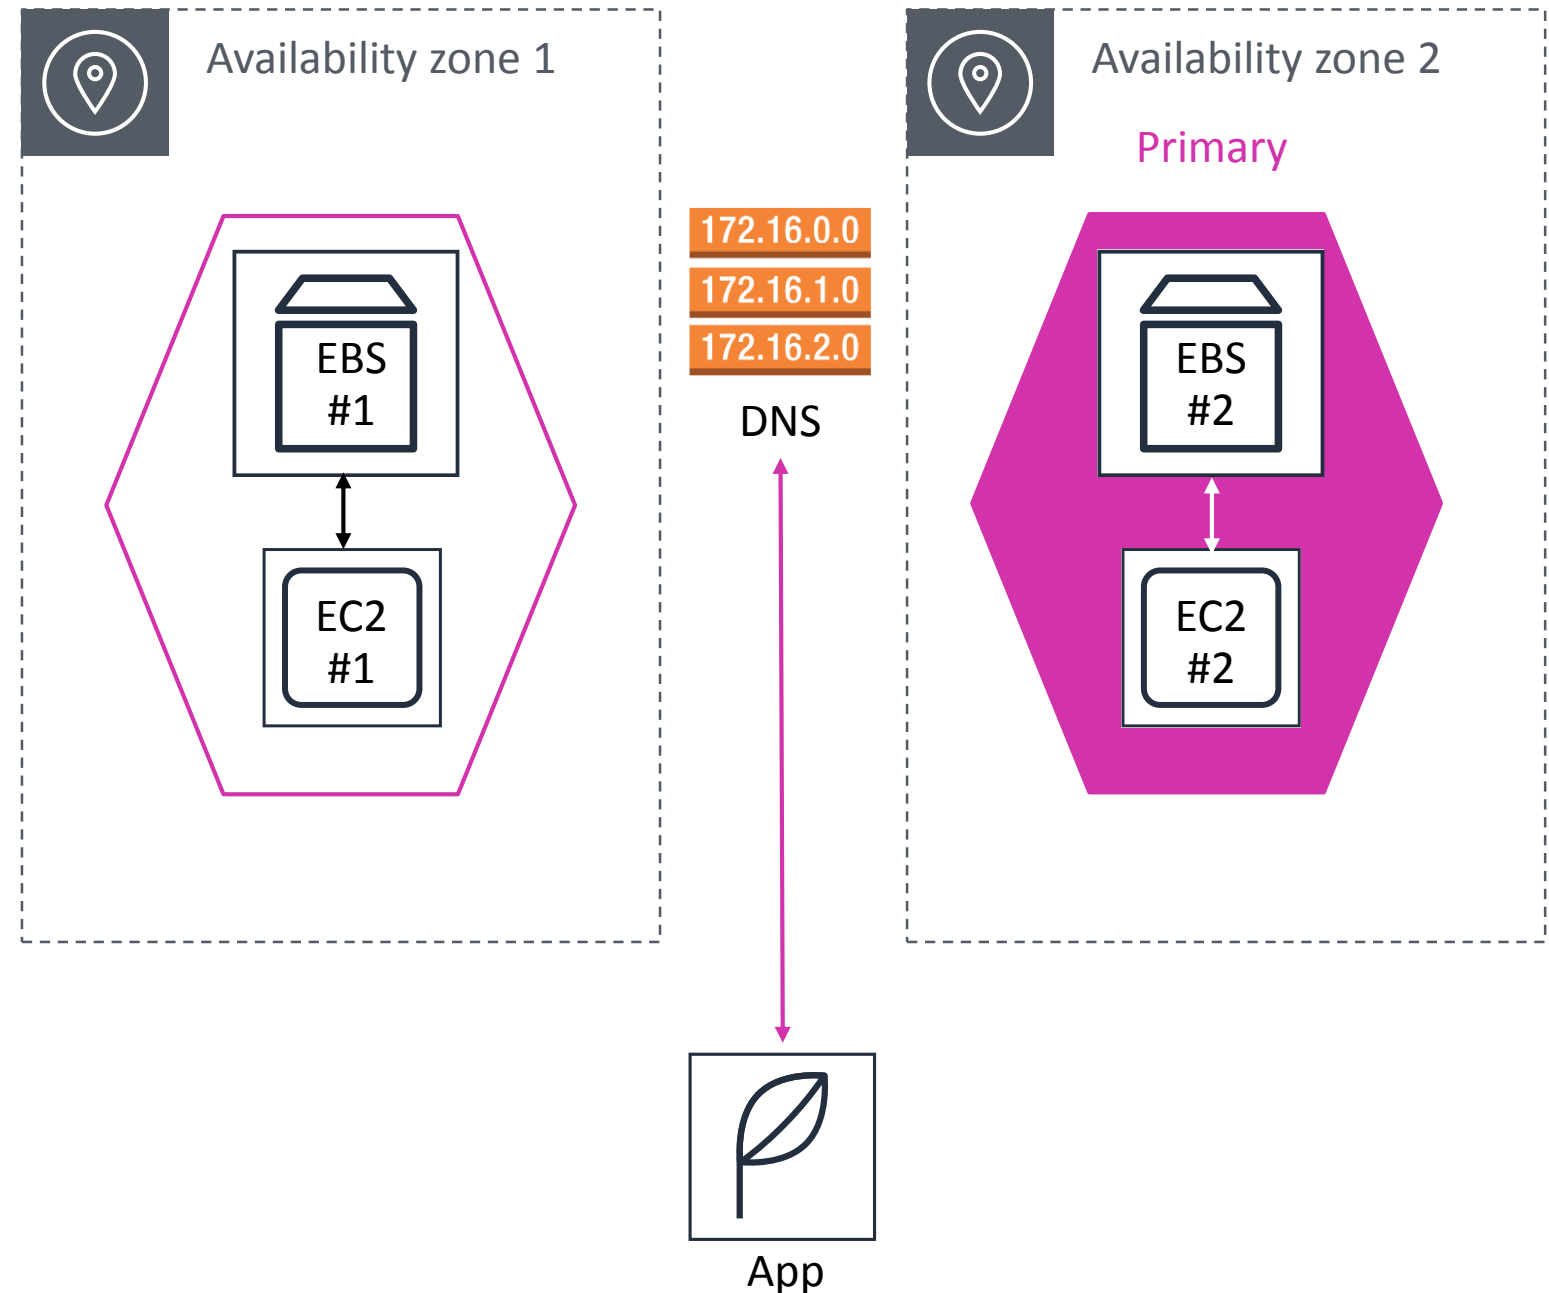 Availability zone 1
EBS
#1
EC2
#1
172.16.0.0
172.16.1.0
172.16.2.0
DNS
App
Availability zone 2
Primary
EBS
#2
EC2
#2